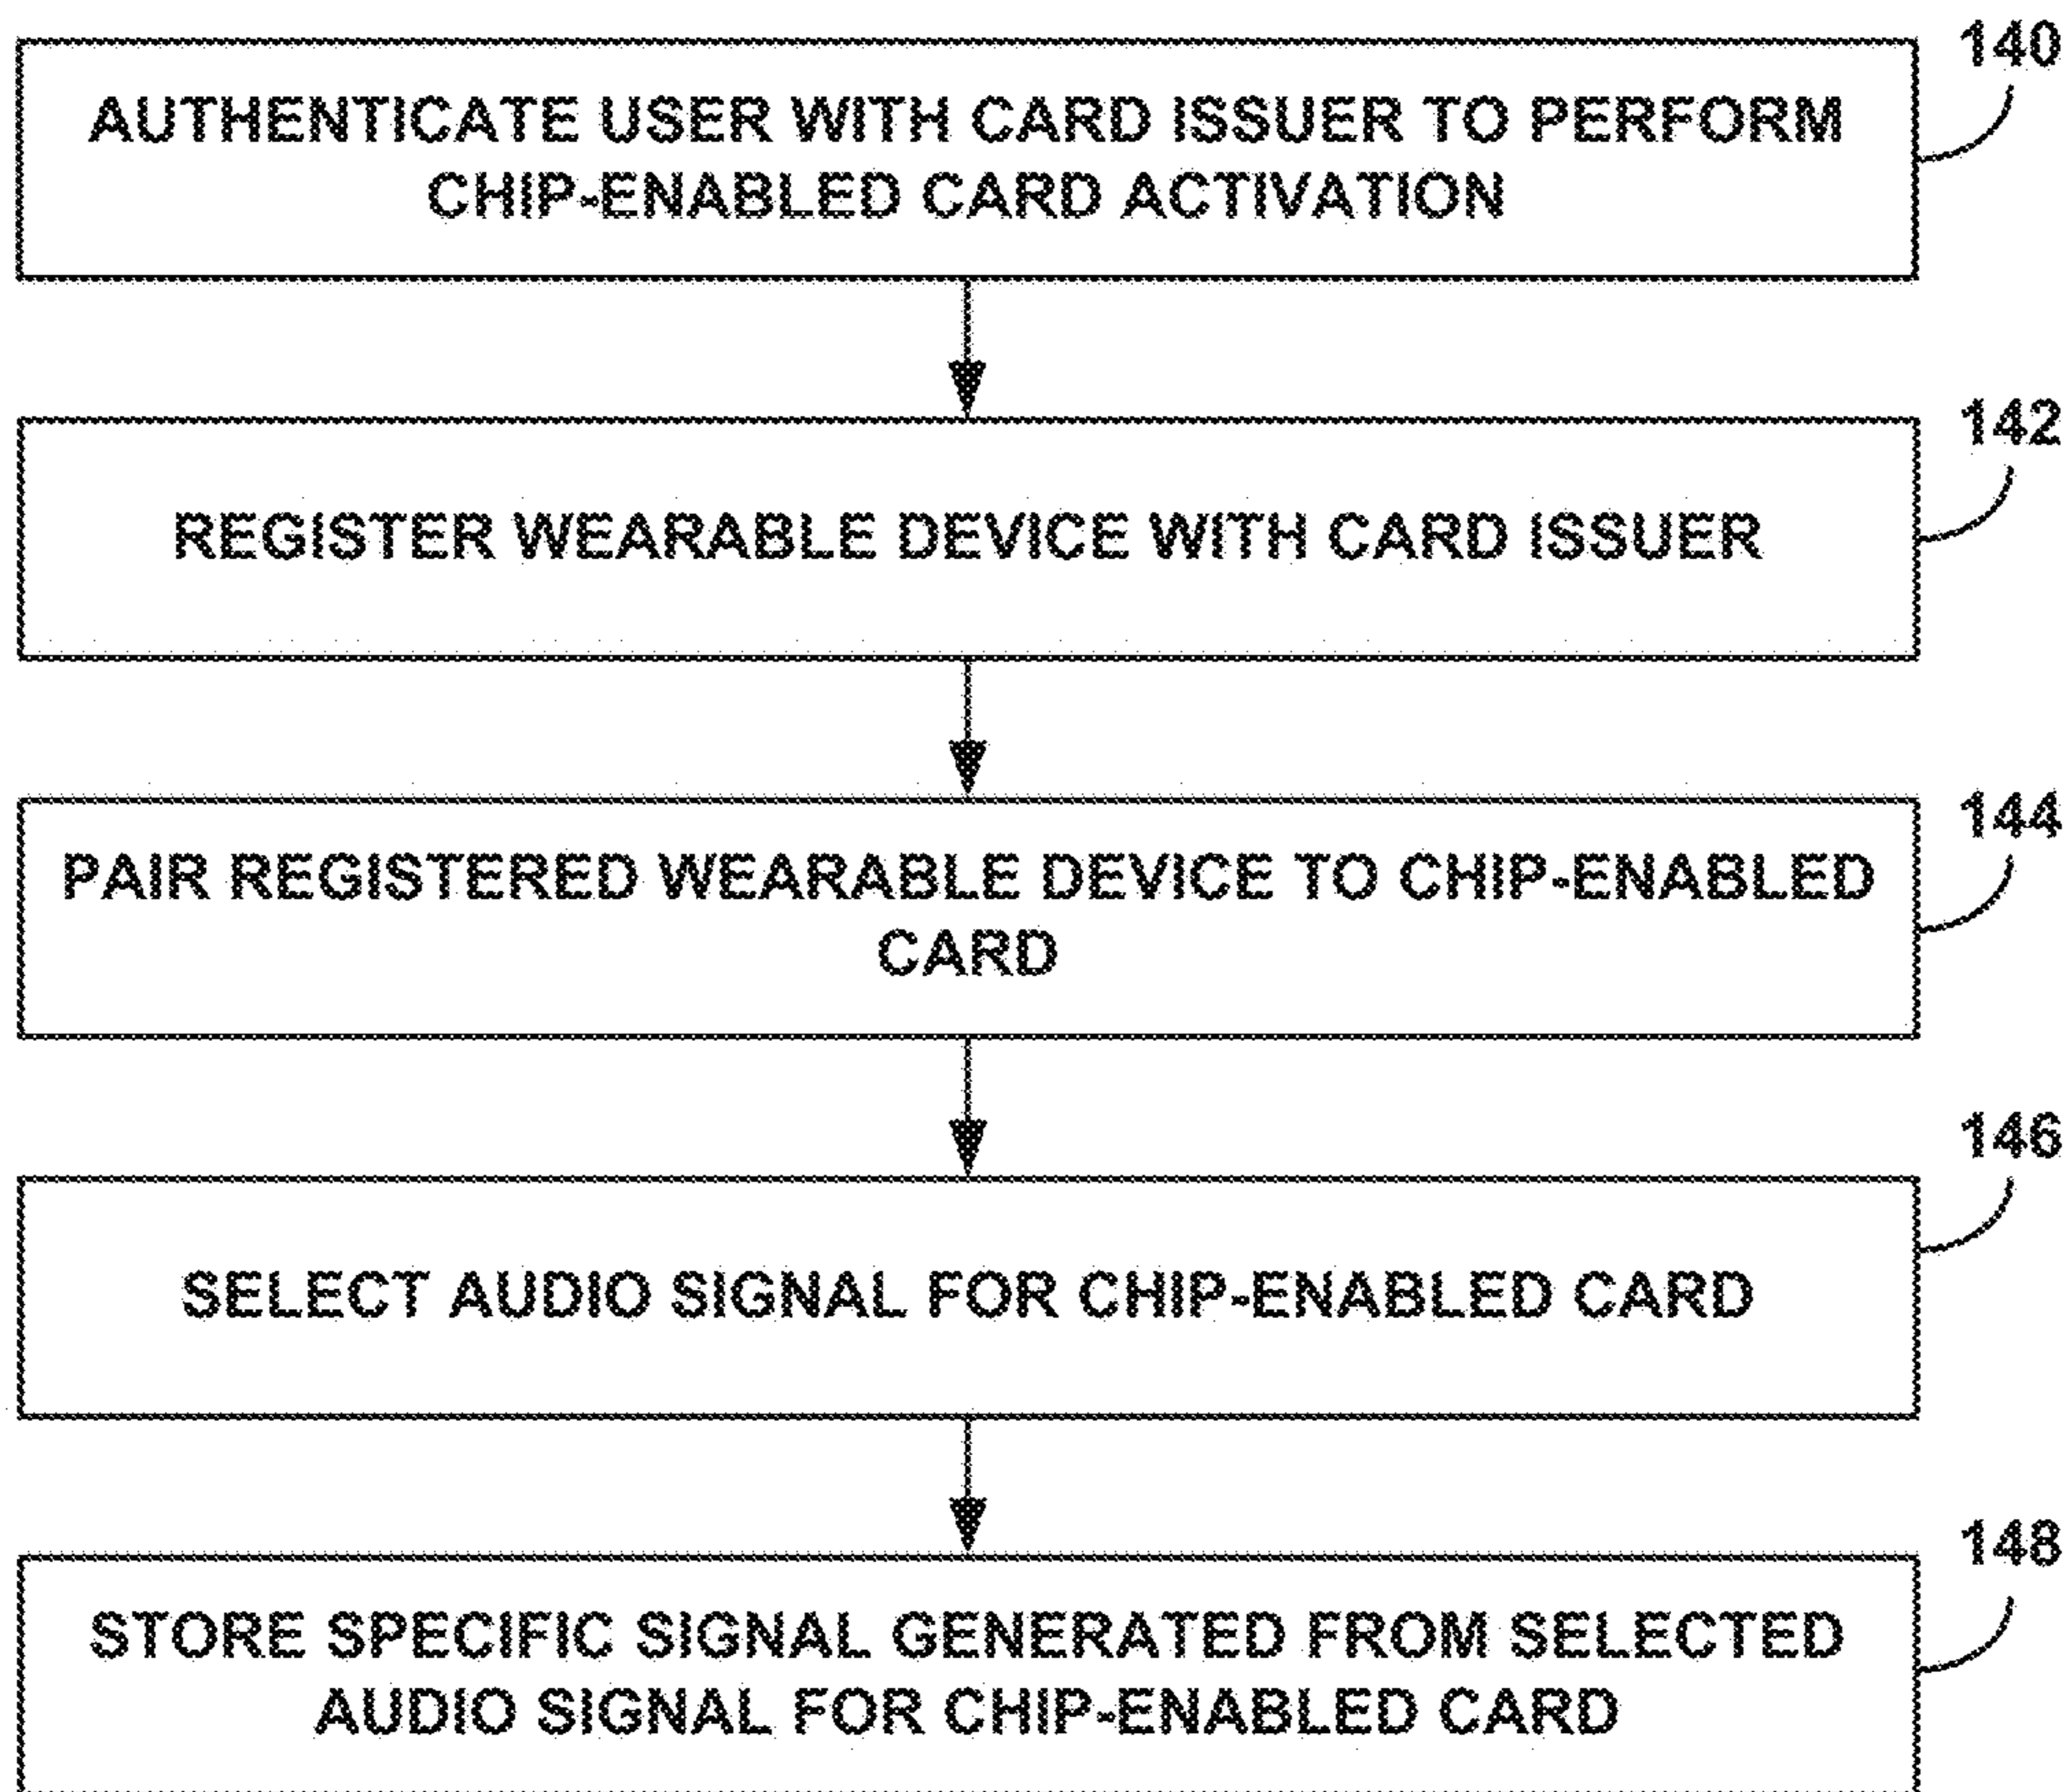 140
AUTHENTICATE USER WITH CARD ISSUER TO PERFORM
CHIP-ENABLED CARD ACTIVATION
142
REGISTER WEARABLE DEVICE WITH CARD ISSUER
144
PAIR REGISTERED WEARABLE DEVICE TO CHIP-ENABLED
CARD
146
SELECT AUDIO SIGNAL FOR CHIP-ENABLED CARD
148
STORE SPECIFIC SIGNAL GENERATED FROM SELECTED
AUDIO SIGNAL FOR CHIP-ENABLED CARD